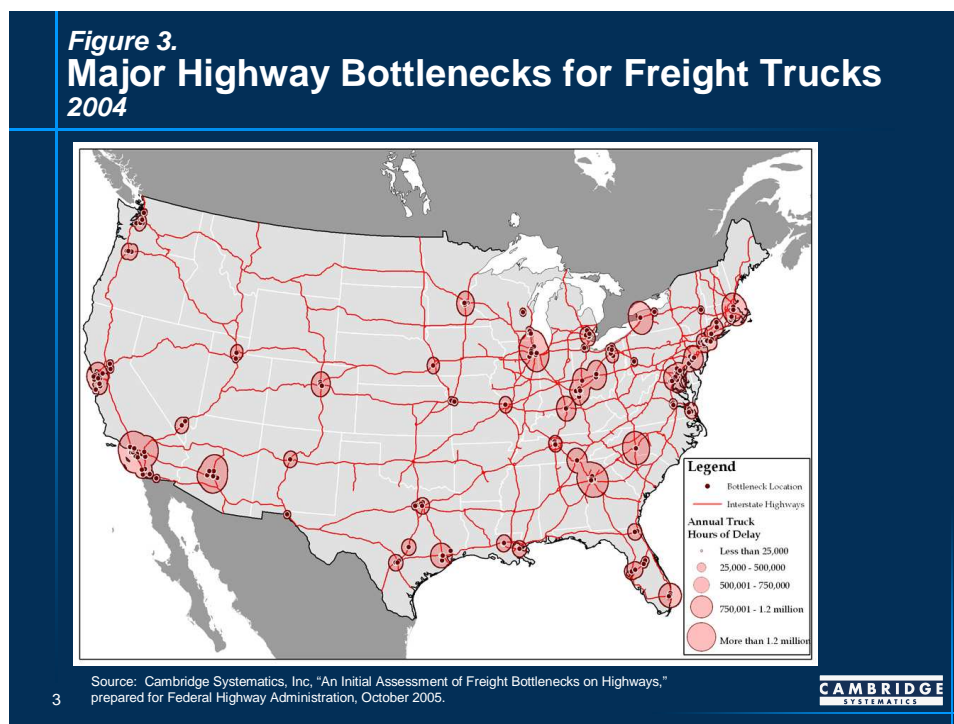 Figure 3.
Major Highway Bottlenecks for Freight Trucks
2004
Legend
Bottleneck Location
Interstate Highways
Annual Truck
Hours of Delay
Less than 25,000
25,000 - 500,000
500,001 - 750,000
750,001 - 1.2 million
More than 1.2 million
Source: Cambridge Systematics, Inc, “An Initial Assessment of Freight Bottlenecks on Highways,”
prepared for Federal Highway Administration, October 2005.
3
CAMBRIDGE
SYSTEMATICS